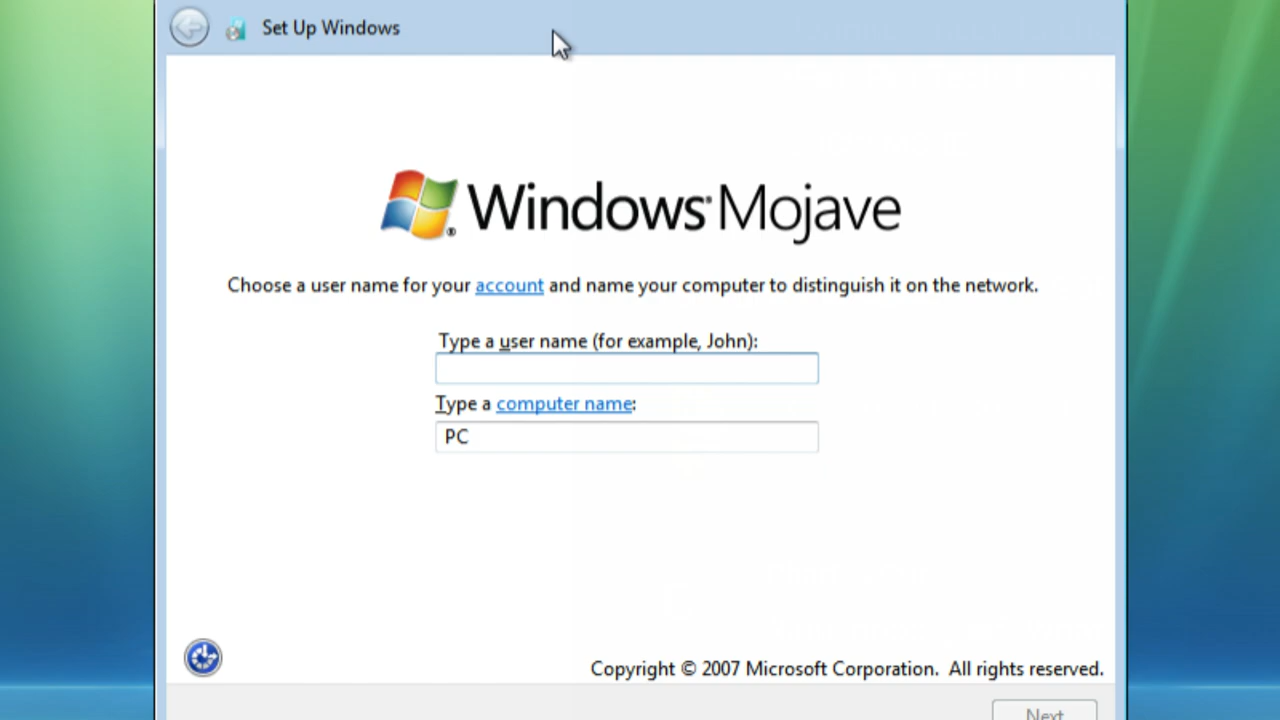 Set Up Windows
Windows® Mojave
Choose a user name for your account and name your computer to distinguish it on the network.
Type a user name (for example, John):
Type a computer name:
PC
Copyright © 2007 Microsoft Corporation.  All rights reserved.
Next